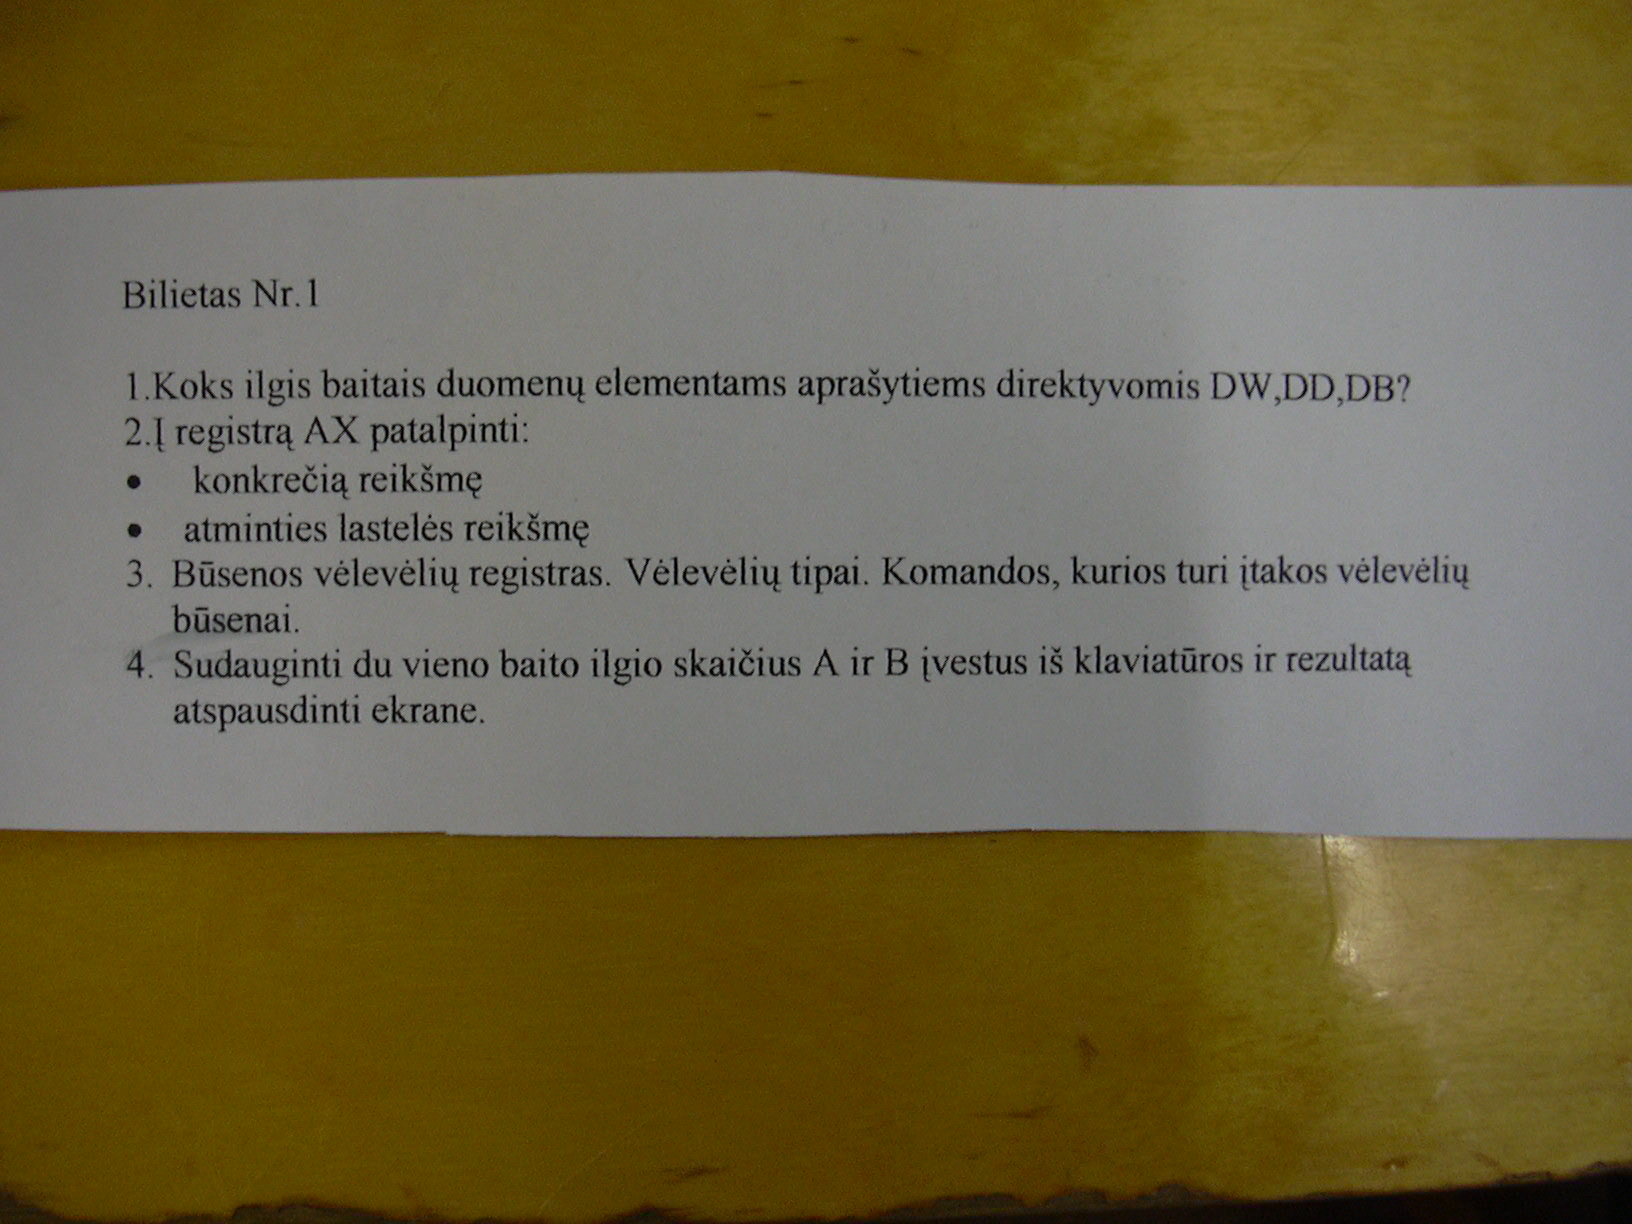 Bilietas Nr.1
1.Koks ilgis baitais duomenų elementams aprašytiems direktyvomis DW,DD,DB?
2.Į registrą AX patalpinti:
• konkrečią reikšmę
• atminties lastelės reikšmę
3. Būsenos vėlevėlių registras. Vėlevėlių tipai. Komandos, kurios turi įtakos vėlevėlių
būsenai.
4. Sudauginti du vieno baito ilgio skaičius A ir B įvestus iš klaviatūros ir rezultatą
atspausdinti ekrane.